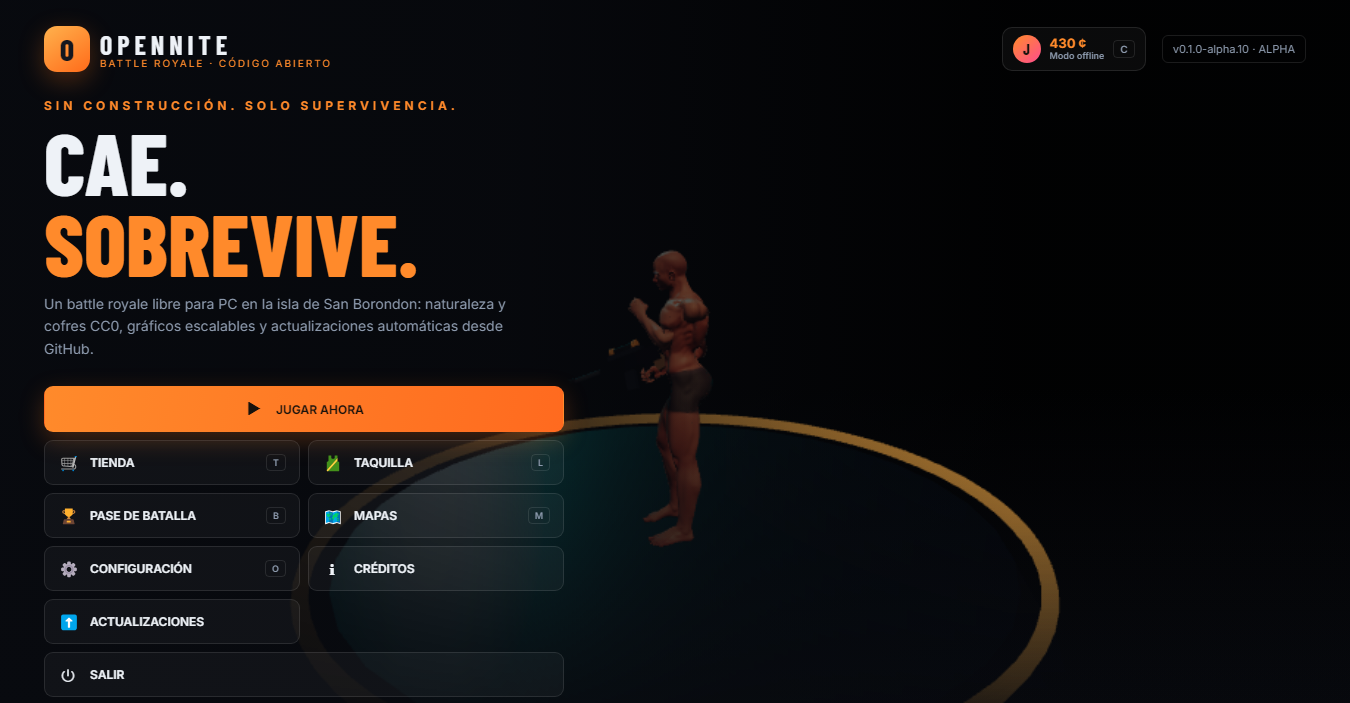 O
OPENNITE
BATTLE ROYALE · CÓDIGO ABIERTO
J
430 ¢
Modo offline
C
v0.1.0-alpha.10 · ALPHA
SIN CONSTRUCCIÓN. SOLO SUPERVIVENCIA.
CAE.
SOBREVIVE.
Un battle royale libre para PC en la isla de San Borondon: naturaleza y
cofres CC0, gráficos escalables y actualizaciones automáticas desde
GitHub.
JUGAR AHORA
TIENDA T
TAQUILLA L
PASE DE BATALLA B
MAPAS M
CONFIGURACIÓN O
CRÉDITOS
ACTUALIZACIONES
SALIR